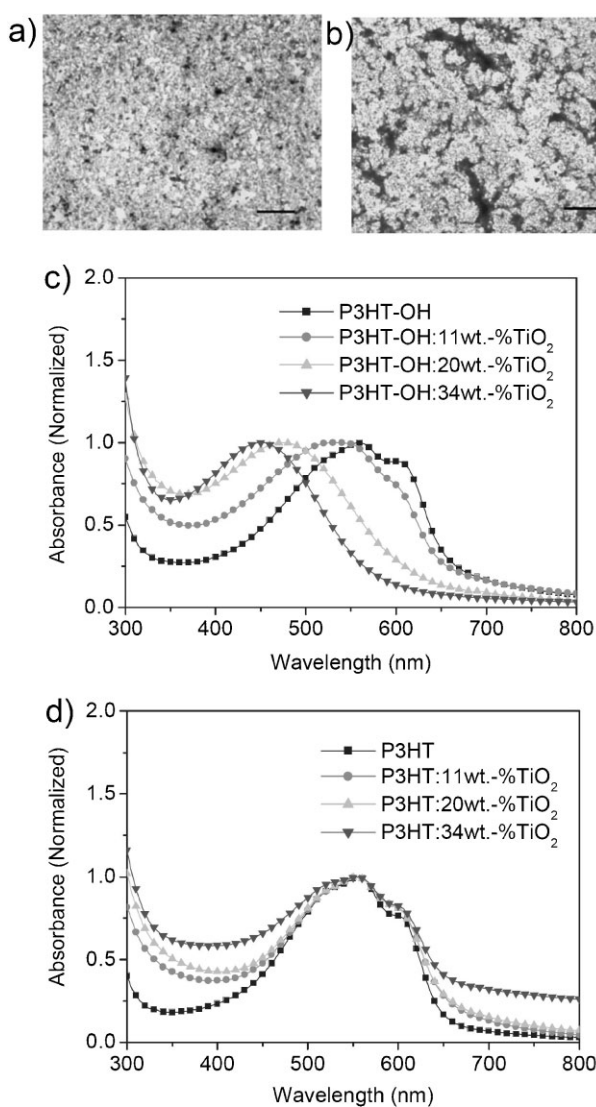 a)
b)
c)
2.0
1.5
1.0
0.5
0.0
Absorbance (Normalized)
P3HT-OH
P3HT-OH:11wt.-%TiO₂
P3HT-OH:20wt.-%TiO₂
P3HT-OH:34wt.-%TiO₂
300 400 500 600 700 800
Wavelength (nm)
d)
2.0
1.5
1.0
0.5
0.0
Absorbance (Normalized)
P3HT
P3HT:11wt.-%TiO₂
P3HT:20wt.-%TiO₂
P3HT:34wt.-%TiO₂
300 400 500 600 700 800
Wavelength (nm)